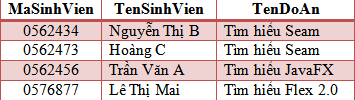 MaSinhVien TenSinhVien TenDoAn
0562434 Nguyễn Thị B Tìm hiểu Seam
0562473 Hoàng C Tìm hiểu Seam
0562456 Trần Văn A Tìm hiểu JavaFX
0576877 Lê Thị Mai Tìm hiểu Flex 2.0